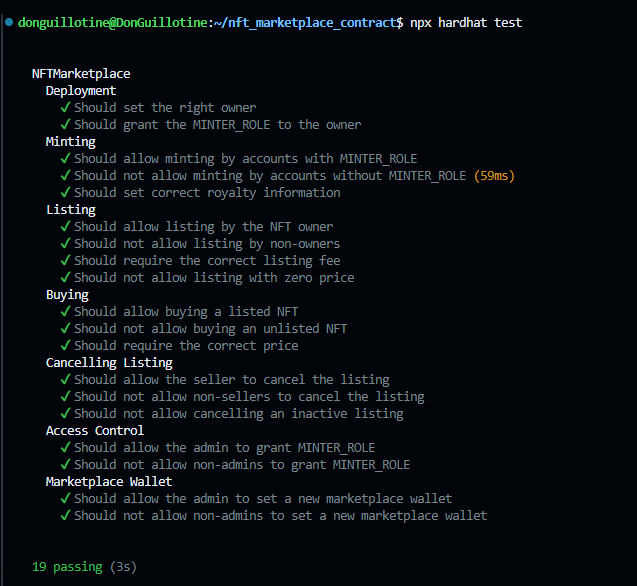 donguillotine@DonGuillotine:~/nft_marketplace_contract$ npx hardhat test
NFTMarketplace
Deployment
✓ Should set the right owner
✓ Should grant the MINTER_ROLE to the owner
Minting
✓ Should allow minting by accounts with MINTER_ROLE
✓ Should not allow minting by accounts without MINTER_ROLE (59ms)
✓ Should set correct royalty information
Listing
✓ Should allow listing by the NFT owner
✓ Should not allow listing by non-owners
✓ Should require the correct listing fee
✓ Should not allow listing with zero price
Buying
✓ Should allow buying a listed NFT
✓ Should not allow buying an unlisted NFT
✓ Should require the correct price
Cancelling Listing
✓ Should allow the seller to cancel the listing
✓ Should not allow non-sellers to cancel the listing
✓ Should not allow cancelling an inactive listing
Access Control
✓ Should allow the admin to grant MINTER_ROLE
✓ Should not allow non-admins to grant MINTER_ROLE
Marketplace Wallet
✓ Should allow the admin to set a new marketplace wallet
✓ Should not allow non-admins to set a new marketplace wallet
19 passing (3s)